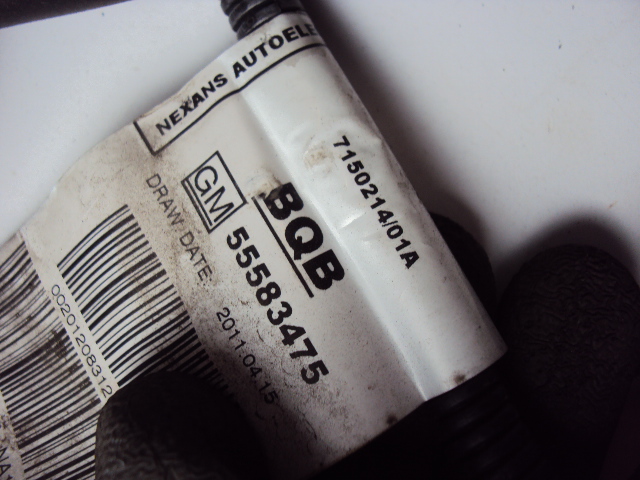 NEXANS AUTOELE
7150214/01A
GM
BQB
55583475
DRAW DATE: 2011.04.15
00201208312